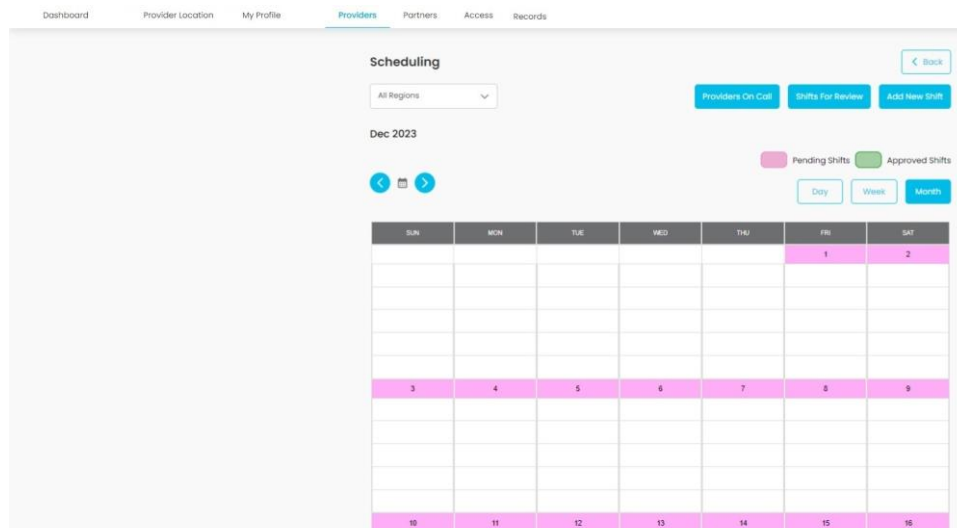 Dashboard Provider Location My Profile Providers Partners Access Records
Scheduling
Back
All Regions
Providers On Call Shifts For Review Add New Shift
Dec 2023
Pending Shifts Approved Shifts
Day Week Month
SUN MON TUE WED THU FRI SAT
1 2
3 4 5 6 7 8 9
10 11 12 13 14 15 16